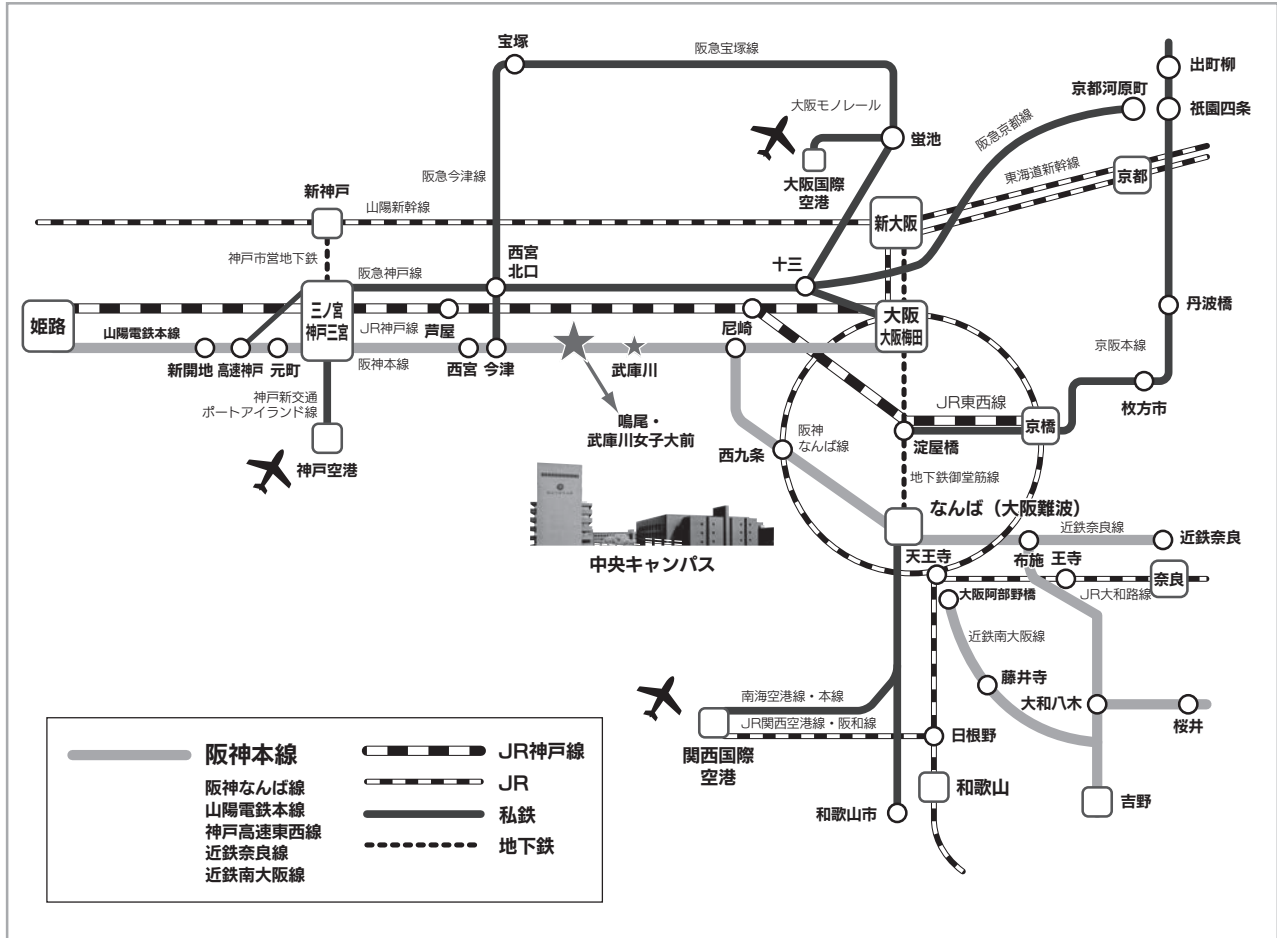 宝塚
阪急宝塚線
出町柳
京都河原町
祇園四条
大阪モノレール
阪急京都線
蛍池
東海道新幹線
京都
阪急今津線
大阪国際
空港
新神戸
山陽新幹線
新大阪
神戸市営地下鉄
西宮
北口
十三
阪急神戸線
三ノ宮
神戸三宮
姫路
山陽電鉄本線
JR神戸線
芦屋
尼崎
大阪
大阪梅田
丹波橋
新開地
高速神戸
元町
阪神本線
西宮
今津
武庫川
京阪本線
神戸新交通
ポートアイランド線
鳴尾・
武庫川女子大前
JR東西線
京橋
枚方市
淀屋橋
阪神
なんば線
西九条
神戸空港
地下鉄御堂筋線
なんば（大阪難波）
近鉄奈良線
近鉄奈良
中央キャンパス
天王寺
布施
王寺
奈良
JR大和路線
大阪阿部野橋
近鉄南大阪線
藤井寺
大和八木
桜井
南海空港線・本線
JR関西空港線・阪和線
関西国際
空港
日根野
和歌山
和歌山市
吉野
阪神本線
阪神なんば線
山陽電鉄本線
神戸高速東西線
近鉄奈良線
近鉄南大阪線
JR神戸線
JR
私鉄
地下鉄